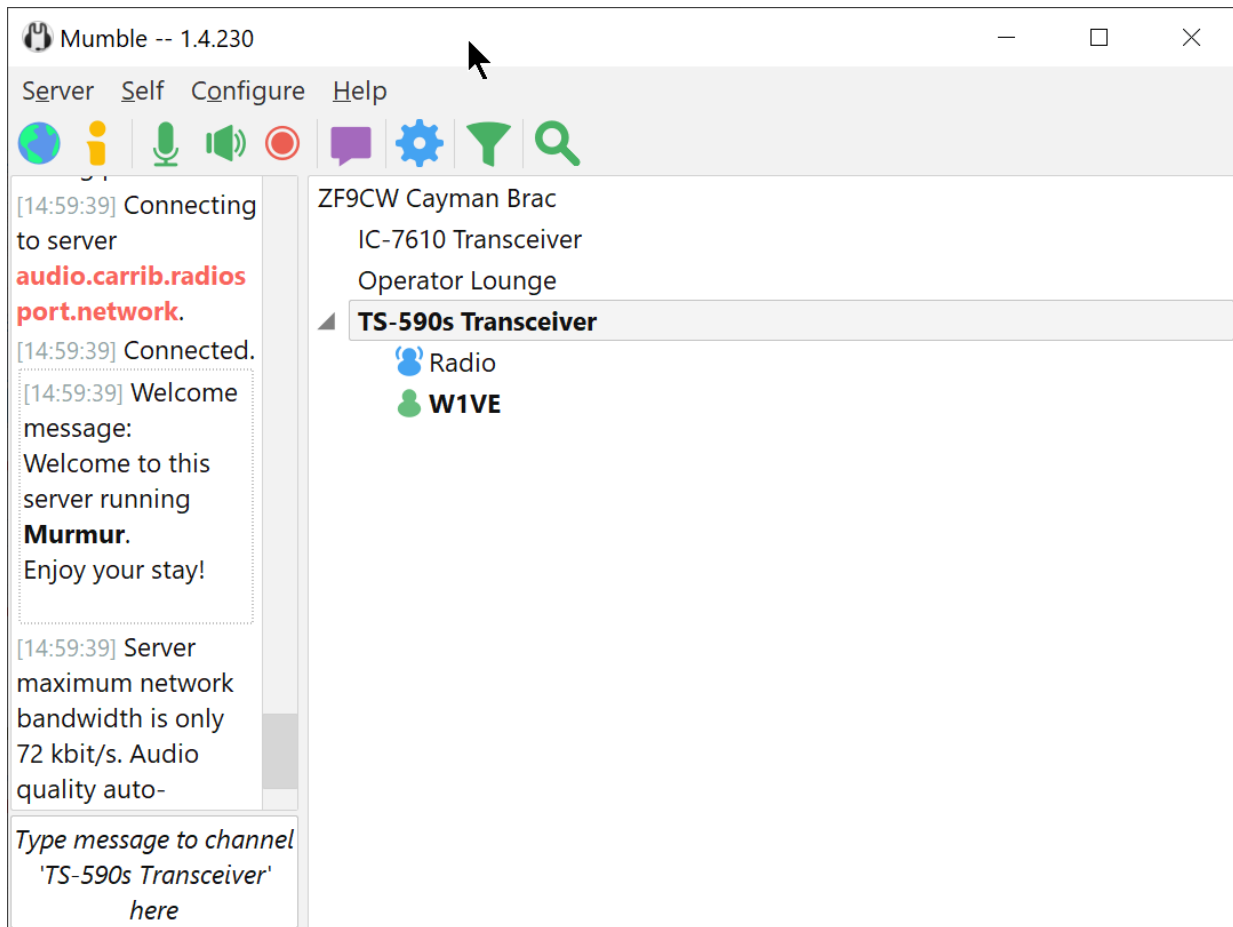 Mumble -- 1.4.230
Server Self Configure Help
[14:59:39] Connecting
to server
audio.carrib.radios
port.network.
[14:59:39] Connected.
[14:59:39] Welcome
message:
Welcome to this
server running
Murmur.
Enjoy your stay!
[14:59:39] Server
maximum network
bandwidth is only
72 kbit/s. Audio
quality auto-
Type message to channel
'TS-590s Transceiver'
here
ZF9CW Cayman Brac
IC-7610 Transceiver
Operator Lounge
TS-590s Transceiver
Radio
W1VE